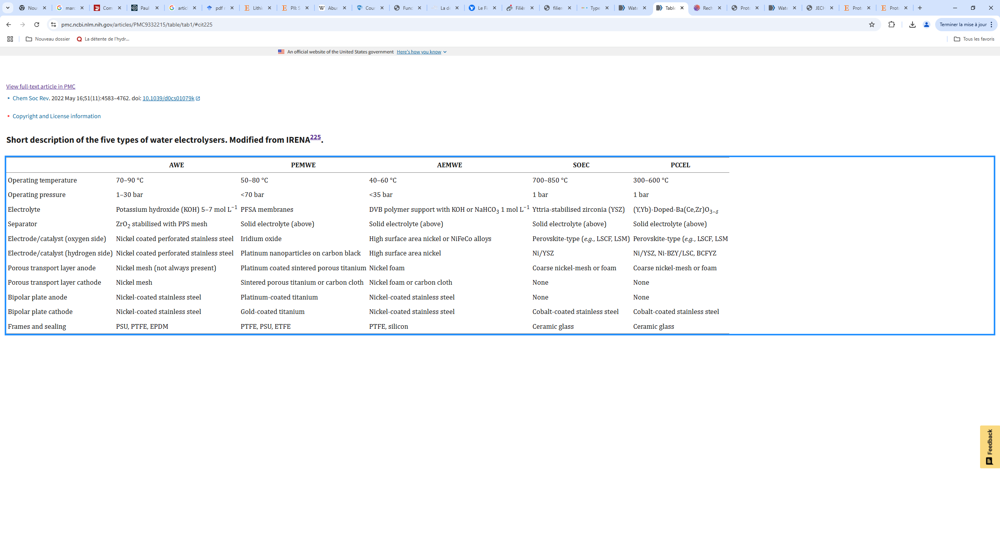 Nouv
marc
Com
Paul
articl
pdf r
Lithiu
PII: S
Abur
Cour
Fund
La dé
Le Fi
Filièr
filier
Type
Wate
Table
Rech
Proto
Wate
JECH
Prot
Prot
pmc.ncbi.nlm.nih.gov/articles/PMC9332215/table/tab1/#cit225
Terminer la mise à jour
Nouveau dossier
La détente de l'hydr...
Tous les favoris
An official website of the United States government Here's how you know
View full-text article in PMC
Chem Soc Rev. 2022 May 16;51(11):4583–4762. doi: 10.1039/d0cs01079k
Copyright and License information
Short description of the five types of water electrolysers. Modified from IRENA225.
AWE PEMWE AEMWE SOEC PCCEL
Operating temperature 70–90 °C 50–80 °C 40–60 °C 700–850 °C 300–600 °C
Operating pressure 1–30 bar <70 bar <35 bar 1 bar 1 bar
Electrolyte Potassium hydroxide (KOH) 5–7 mol L−1 PFSA membranes DVB polymer support with KOH or NaHCO3 1 mol L−1 Yttria-stabilised zirconia (YSZ) (Y,Yb)-Doped-Ba(Ce,Zr)O3−δ
Separator ZrO2 stabilised with PPS mesh Solid electrolyte (above) Solid electrolyte (above) Solid electrolyte (above) Solid electrolyte (above)
Electrode/catalyst (oxygen side) Nickel coated perforated stainless steel Iridium oxide High surface area nickel or NiFeCo alloys Perovskite-type (e.g., LSCF, LSM) Perovskite-type (e.g., LSCF, LSM
Electrode/catalyst (hydrogen side) Nickel coated perforated stainless steel Platinum nanoparticles on carbon black High surface area nickel Ni/YSZ Ni/YSZ, Ni-BZY/LSC, BCFYZ
Porous transport layer anode Nickel mesh (not always present) Platinum coated sintered porous titanium Nickel foam Coarse nickel-mesh or foam Coarse nickel-mesh or foam
Porous transport layer cathode Nickel mesh Sintered porous titanium or carbon cloth Nickel foam or carbon cloth None None
Bipolar plate anode Nickel-coated stainless steel Platinum-coated titanium Nickel-coated stainless steel None None
Bipolar plate cathode Nickel-coated stainless steel Gold-coated titanium Nickel-coated stainless steel Cobalt-coated stainless steel Cobalt-coated stainless steel
Frames and sealing PSU, PTFE, EPDM PTFE, PSU, ETFE PTFE, silicon Ceramic glass Ceramic glass
Feedback